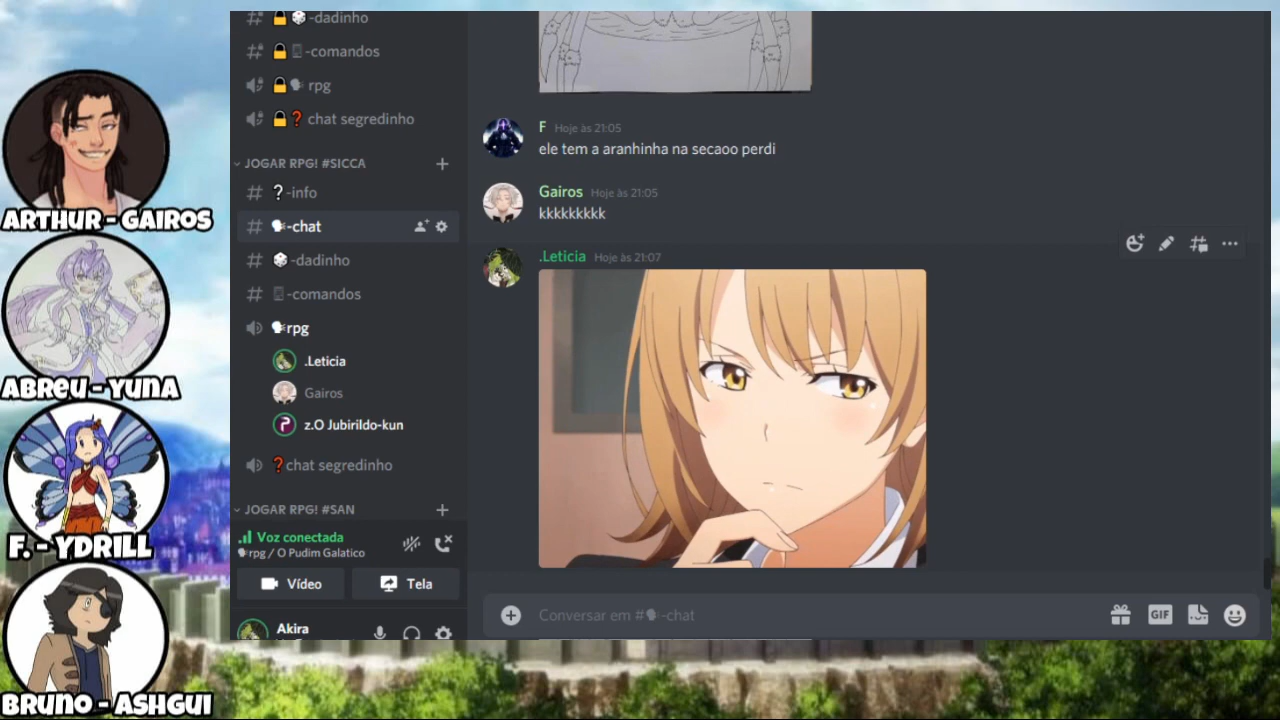 ARTHUR - GAIROS
ABREU - YUNA
F. - YDRILL
BRUNO - ASHGUI
-dadinho
-comandos
rpg
chat segredinho
JOGAR RPG! #SICCA
-info
-chat
-dadinho
-comandos
rpg
.Leticia
Gairos
z.O Jubirildo-kun
chat segredinho
JOGAR RPG! #SAN
Voz conectada
rpg / O Pudim Galatico
Vídeo
Tela
Akira
F Hoje às 21:05
ele tem a aranhinha na secaoo perdi
Gairos Hoje às 21:05
kkkkkkkkk
.Leticia Hoje às 21:07
Conversar em #🗣-chat
GIF